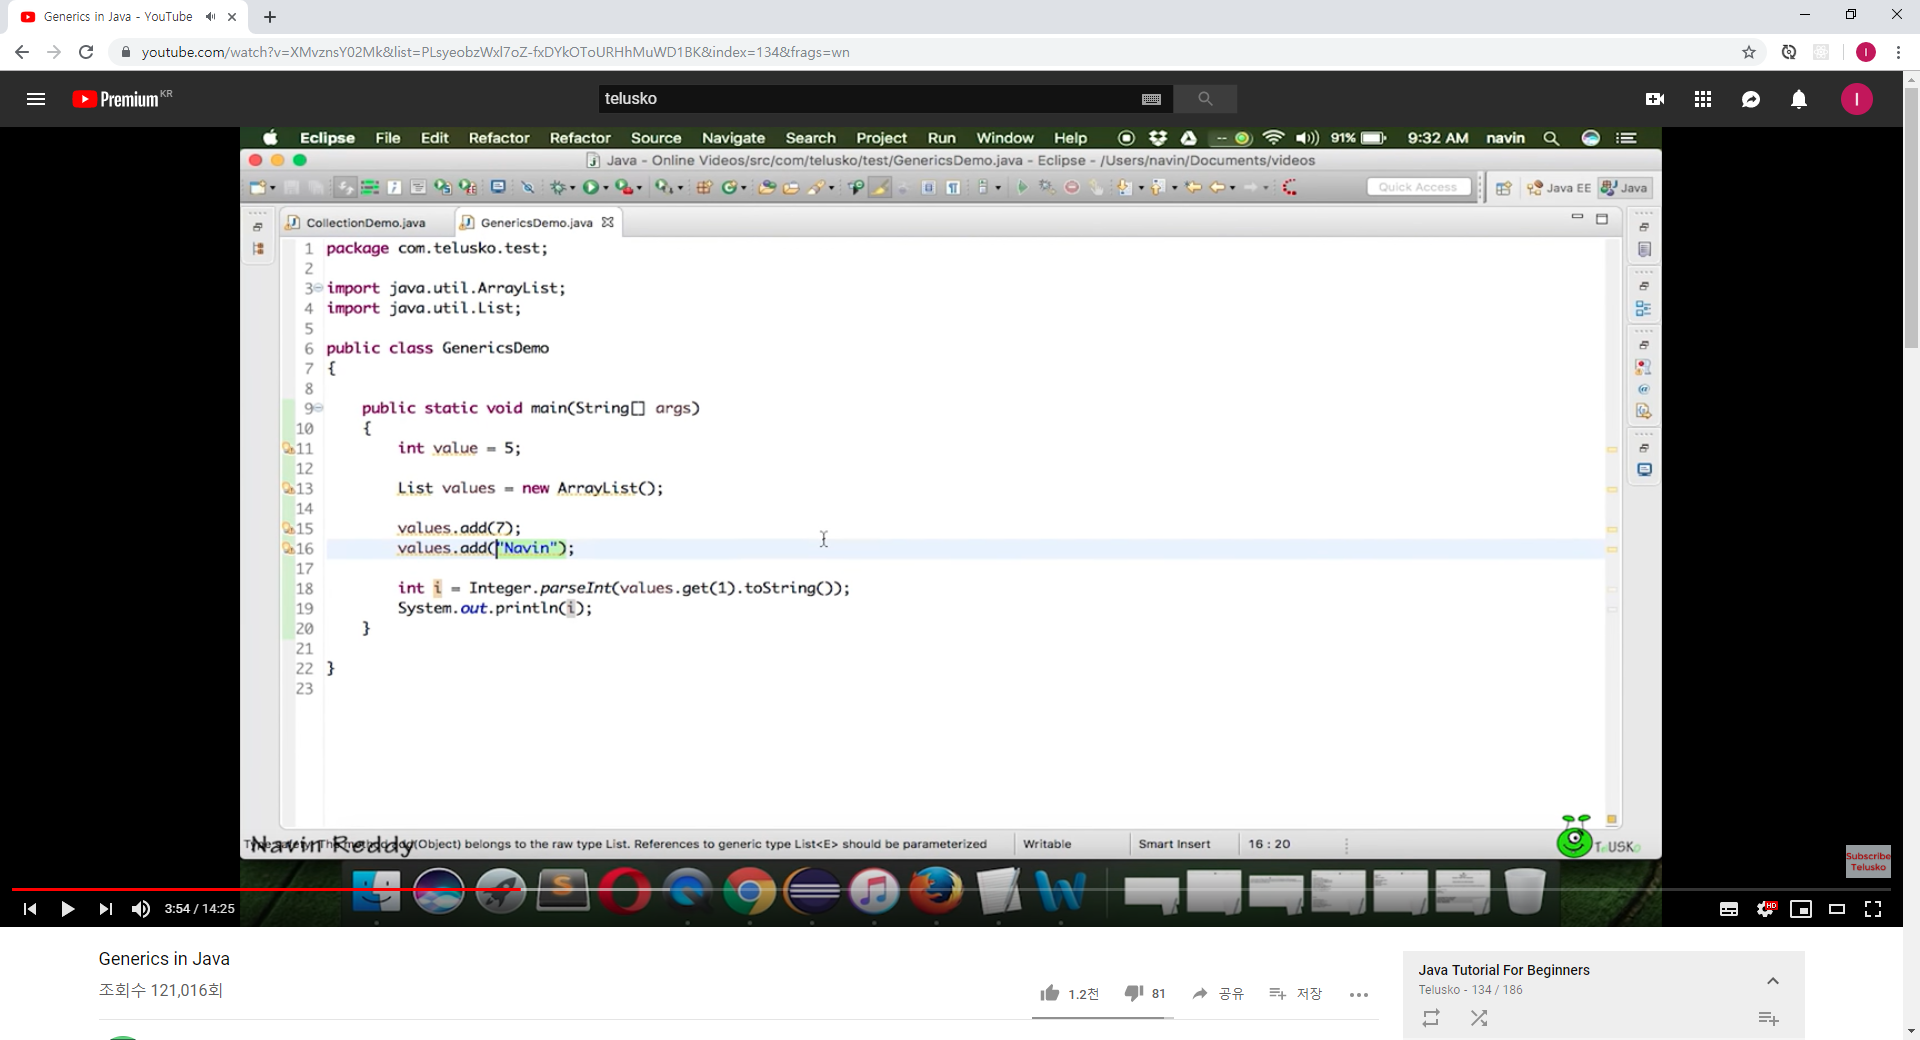 Generics in Java - YouTube
youtube.com/watch?v=XMvznsY02Mk&list=PLsyeobzWxl7oZ-fxDYkOToURHhMuWD1BK&index=134&frags=wn
Premium KR
telusko
Eclipse File Edit Refactor Refactor Source Navigate Search Project Run Window Help 91% 9:32 AM navin
Java - Online Videos/src/com/telusko/test/GenericsDemo.java - Eclipse - /Users/navin/Documents/videos
Quick Access Java EE Java
CollectionDemo.java GenericsDemo.java
1 package com.telusko.test;
2
3 import java.util.ArrayList;
4 import java.util.List;
5
6 public class GenericsDemo
7 {
8
9 public static void main(String[] args)
10 {
11 int value = 5;
12
13 List values = new ArrayList();
14
15 values.add(7);
16 values.add("Navin");
17
18 int i = Integer.parseInt(values.get(1).toString());
19 System.out.println(i);
20 }
21
22 }
23
Navin Reddy
(Object) belongs to the raw type List. References to generic type List<E> should be parameterized Writable Smart Insert 16 : 20
TeLUSKo
Subscribe
Telusko
3:54 / 14:25
HD
Generics in Java
조회수 121,016회
1.2천 81 공유 저장
Java Tutorial For Beginners
Telusko - 134 / 186